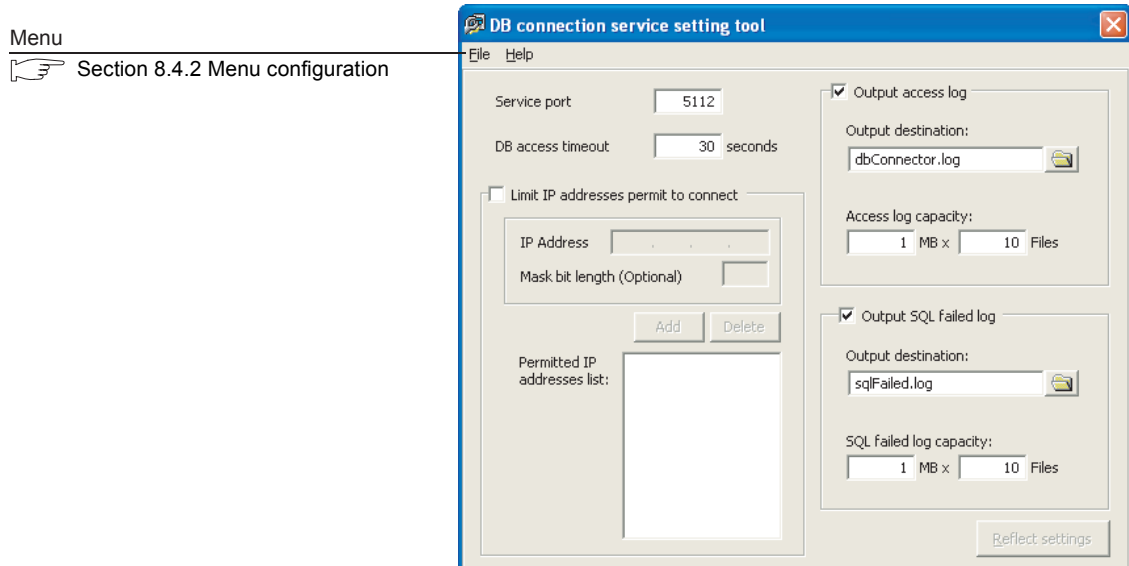 Menu
Section 8.4.2 Menu configuration
DB connection service setting tool
File Help
Service port 5112
DB access timeout 30 seconds
Limit IP addresses permit to connect
IP Address . . .
Mask bit length (Optional)
Add Delete
Permitted IP
addresses list:
Output access log
Output destination:
dbConnector.log
Access log capacity:
1 MB x 10 Files
Output SQL failed log
Output destination:
sqlFailed.log
SQL failed log capacity:
1 MB x 10 Files
Reflect settings